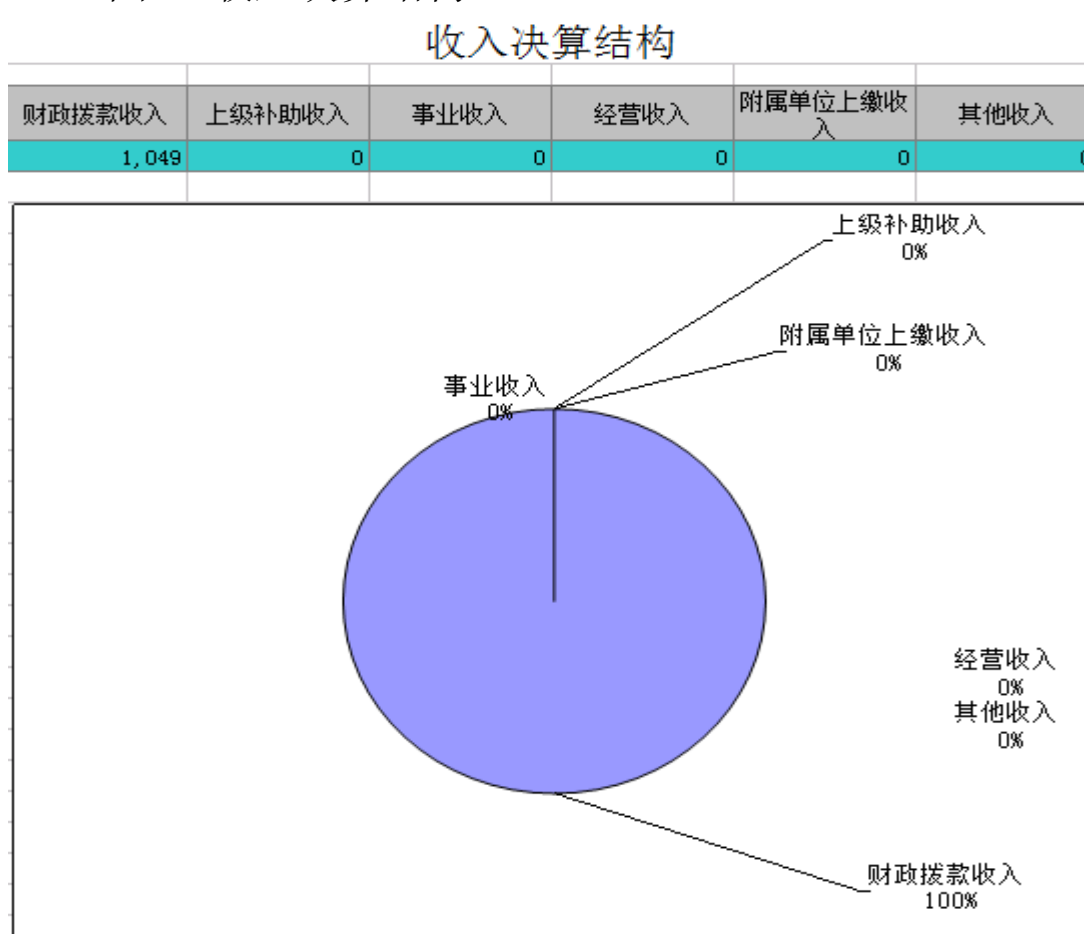 收入决算结构
财政拨款收入 上级补助收入 事业收入 经营收入 附属单位上缴收入 其他收入
1,049 0 0 0 0
上级补助收入
0%
附属单位上缴收入
0%
事业收入
0%
经营收入
0%
其他收入
0%
财政拨款收入
100%